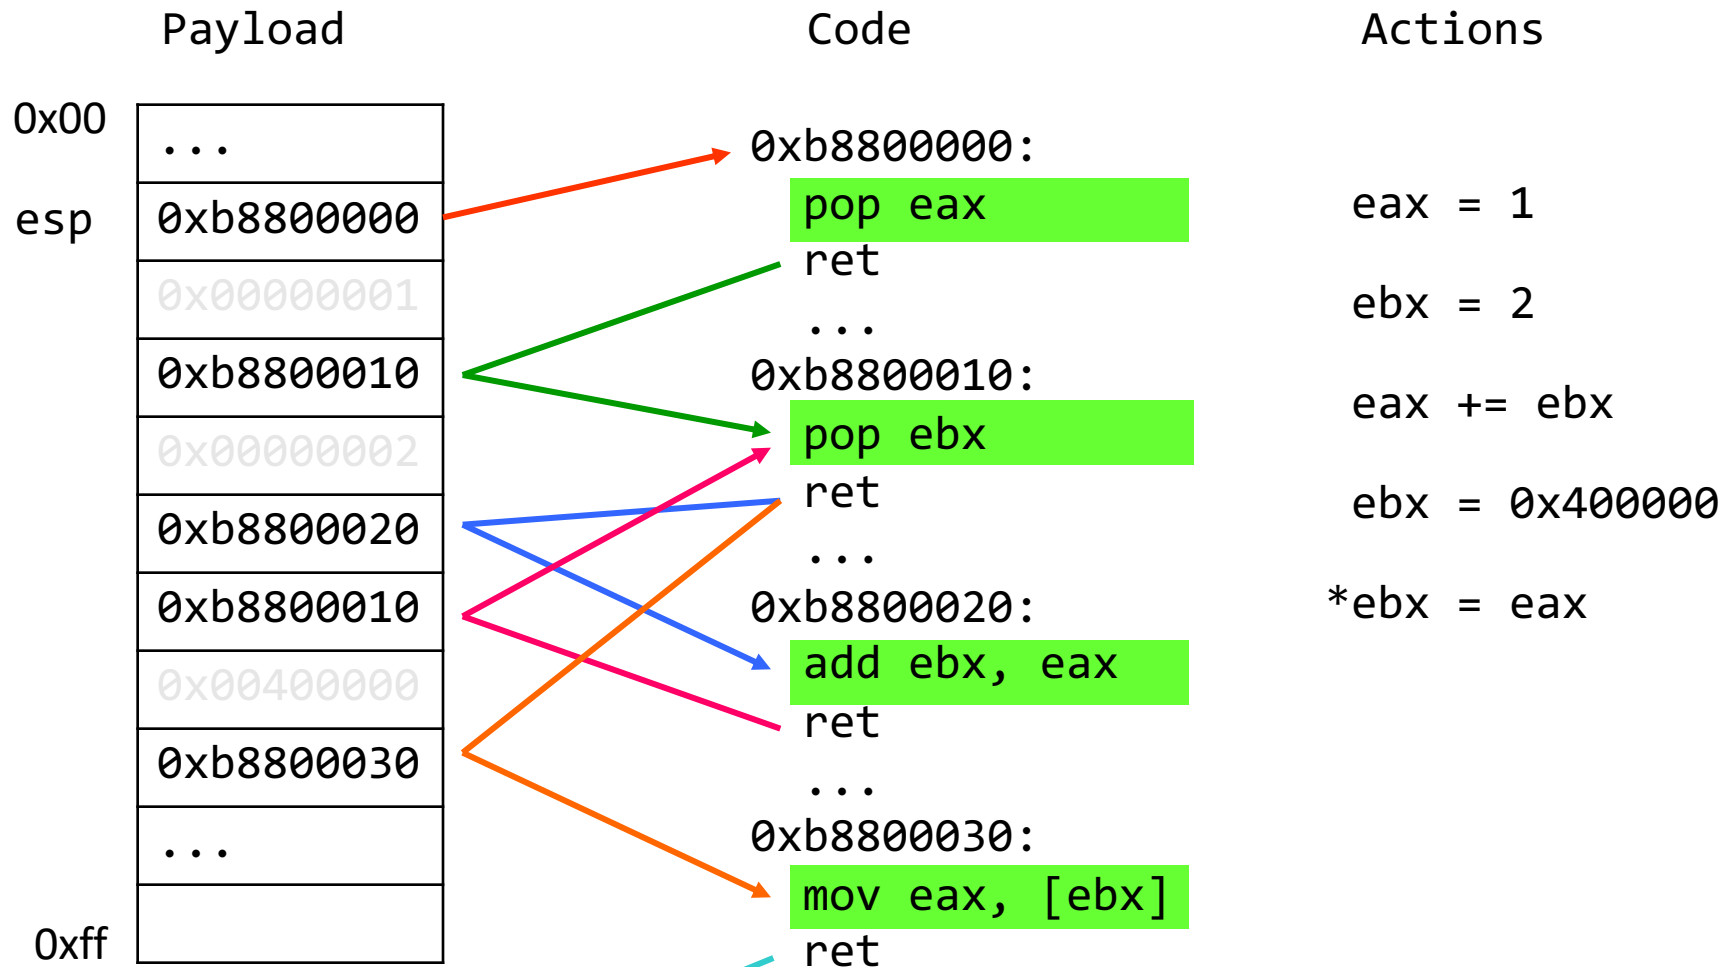 Payload
0x00
...
esp
0xb8800000
0x00000001
0xb8800010
0x00000002
0xb8800020
0xb8800010
0x00400000
0xb8800030
...
0xff
Code
0xb8800000:
pop eax
ret
...
0xb8800010:
pop ebx
ret
...
0xb8800020:
add ebx, eax
ret
...
0xb8800030:
mov eax, [ebx]
ret
Actions
eax = 1
ebx = 2
eax += ebx
ebx = 0x400000
*ebx = eax